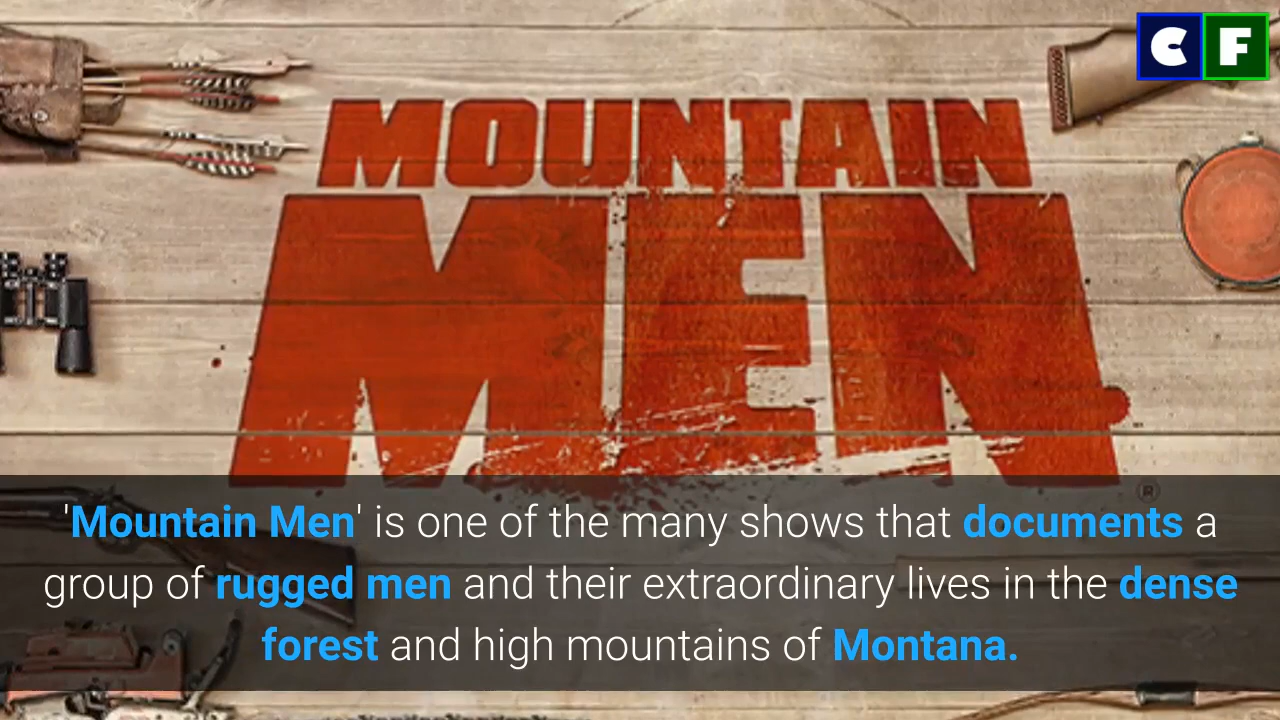 C F
MOUNTAIN
MEN
®
'Mountain Men' is one of the many shows that documents a
group of rugged men and their extraordinary lives in the dense
forest and high mountains of Montana.